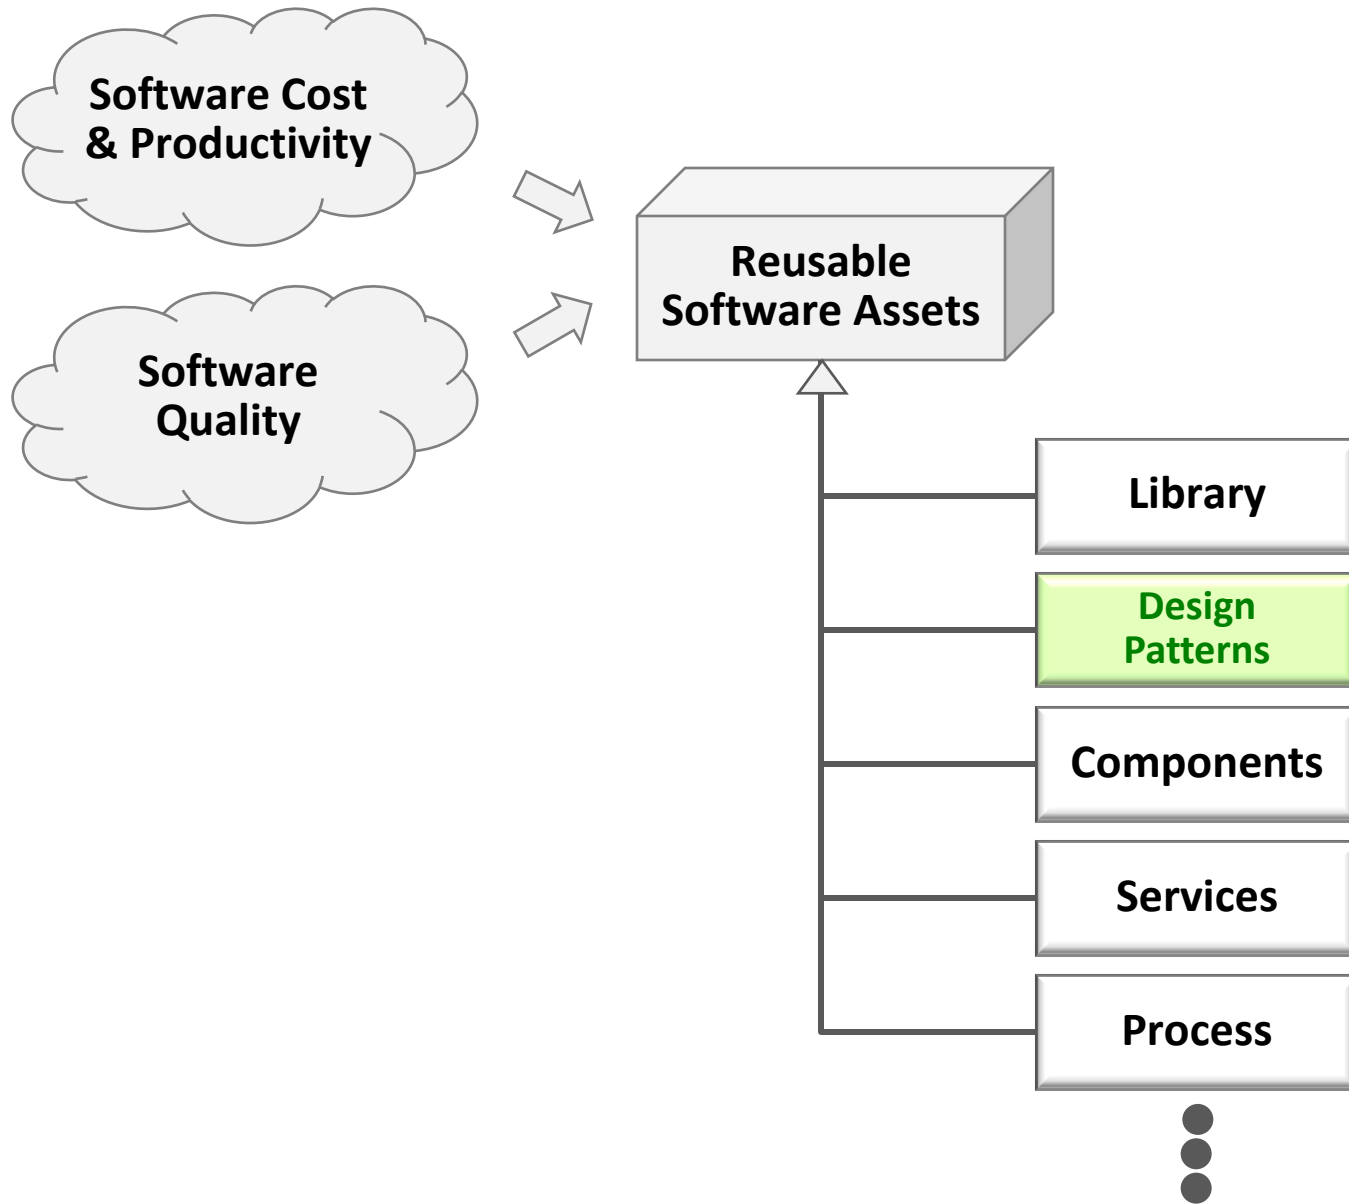 Software Cost
& Productivity
Software
Quality
Reusable
Software Assets
Library
Design
Patterns
Components
Services
Process